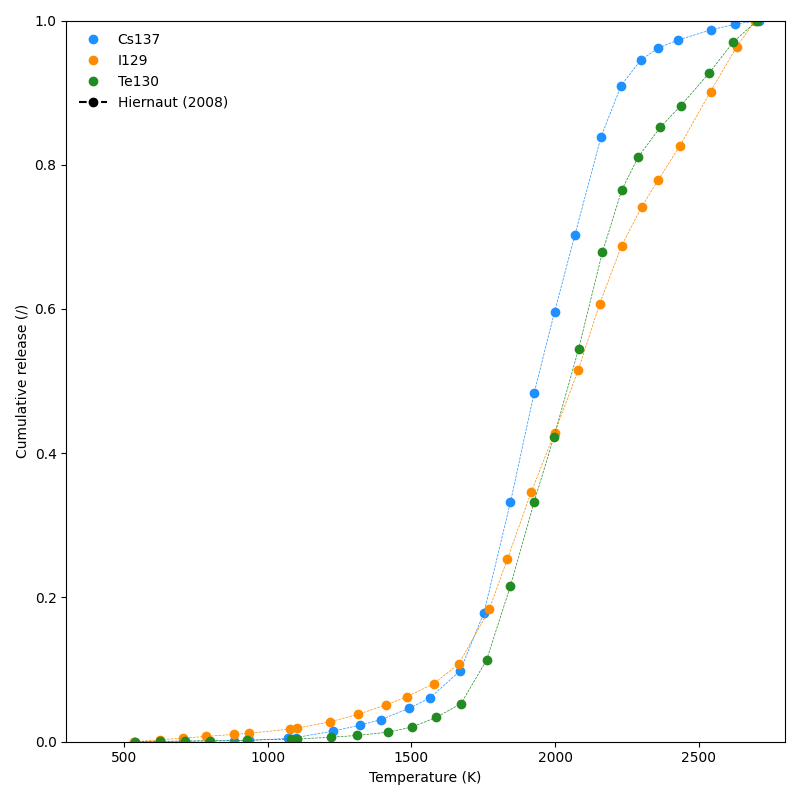 Cs137
I129
Te130
Hiernaut (2008)
1.0
0.8
0.6
0.4
0.2
0.0
Cumulative release (/)
500 1000 1500 2000 2500
Temperature (K)